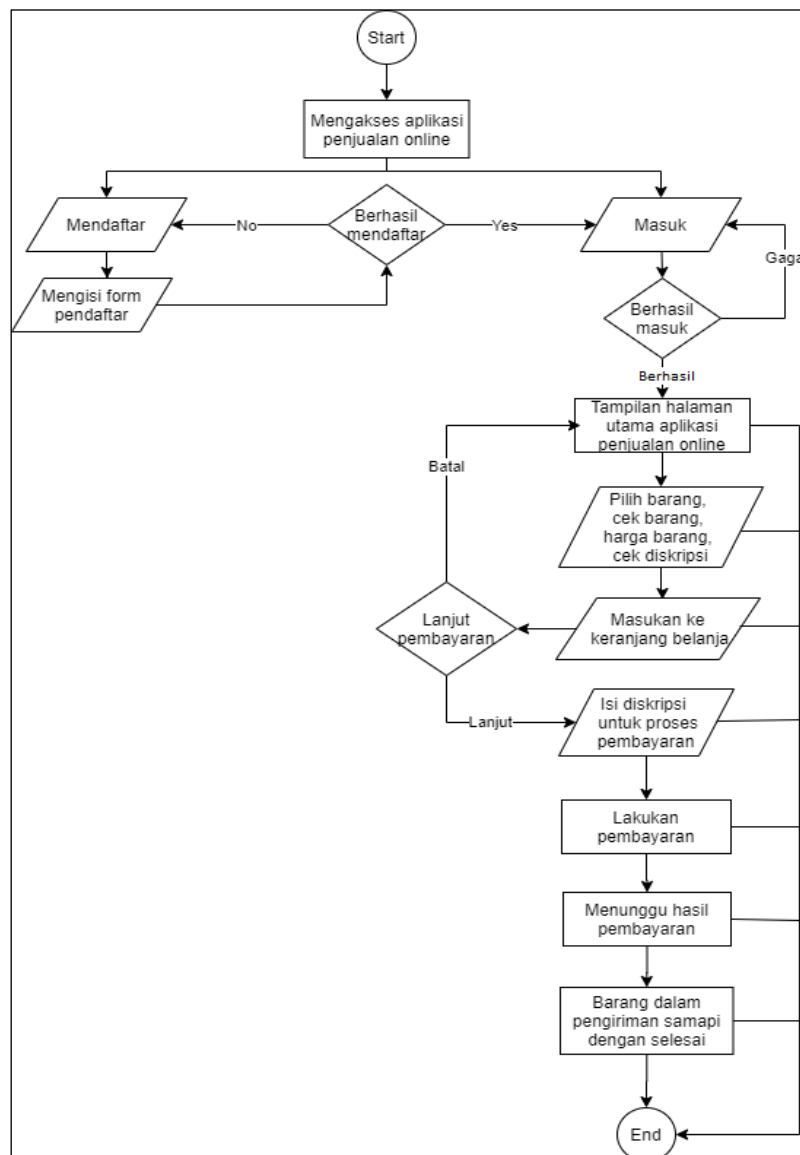 Start
Mengakses aplikasi
penjualan online
Mendaftar
No
Berhasil
mendaftar
Yes
Masuk
Gaga
Mengisi form
pendaftar
Berhasil
masuk
Berhasil
Tampilan halaman
utama aplikasi
penjualan online
Batal
Pilih barang,
cek barang,
harga barang,
cek diskripsi
Lanjut
pembayaran
Masukan ke
keranjang belanja
Lanjut
Isi diskripsi
untuk proses
pembayaran
Lakukan
pembayaran
Menunggu hasil
pembayaran
Barang dalam
pengiriman samapi
dengan selesai
End